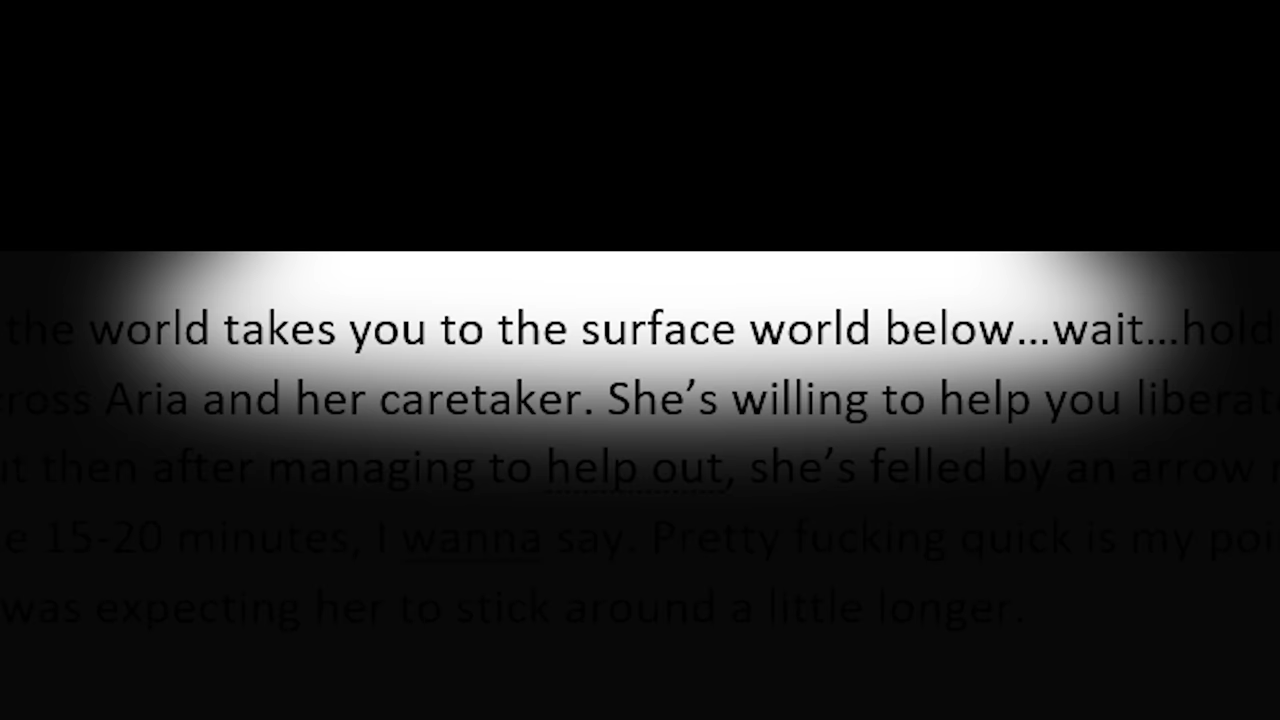 the world takes you to the surface world below...wait...hold
cross Aria and her caretaker. She’s willing to help you liberat
ut then after managing to help out, she’s felled by an arrow
e 15-20 minutes, I wanna say. Pretty fucking quick is my poi
was expecting her to stick around a little longer.